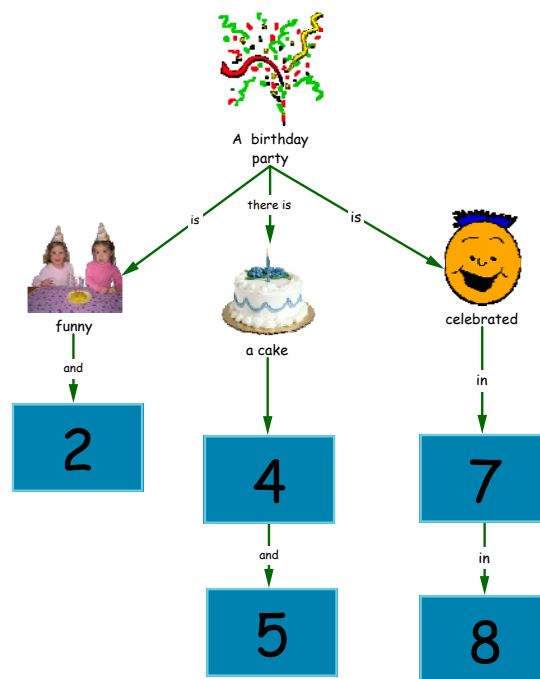 A birthday
party
is
there is
is
funny
a cake
celebrated
and
in
2
4
7
and
in
5
8